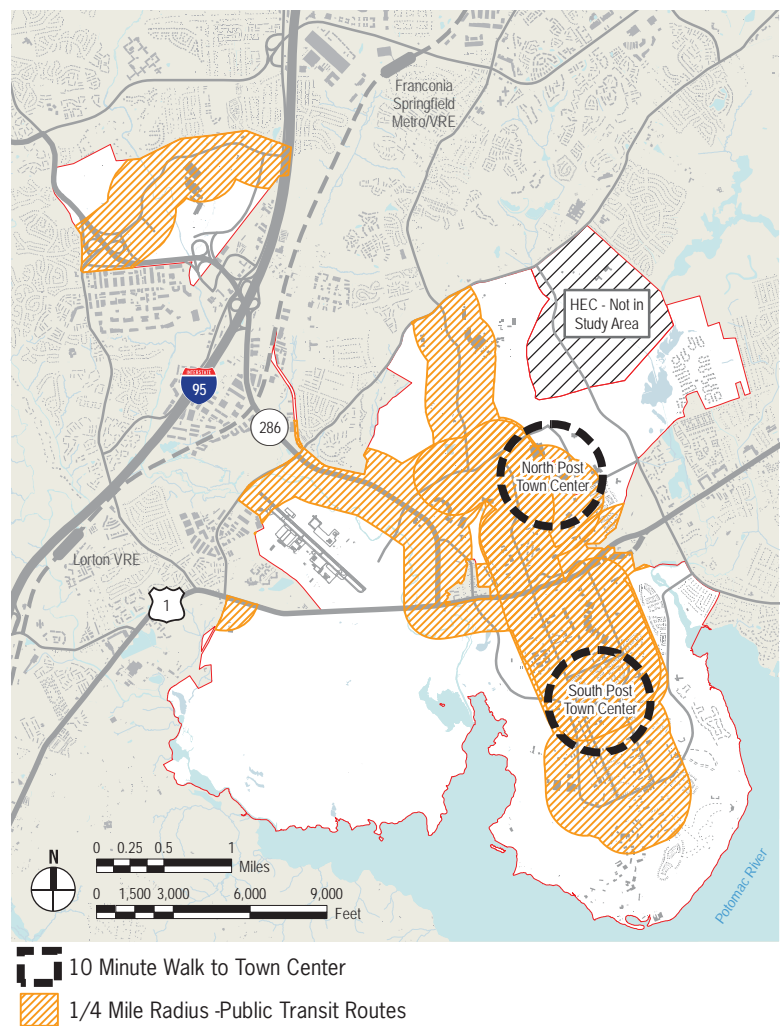 Franconia
Springfield
Metro/VRE
HEC - Not in
Study Area
INTERSTATE
95
286
North Post
Town Center
Lorton VRE
1
South Post
Town Center
N
0 0.25 0.5 1
Miles
0 1,500 3,000 6,000 9,000
Feet
Potomac River
10 Minute Walk to Town Center
1/4 Mile Radius -Public Transit Routes